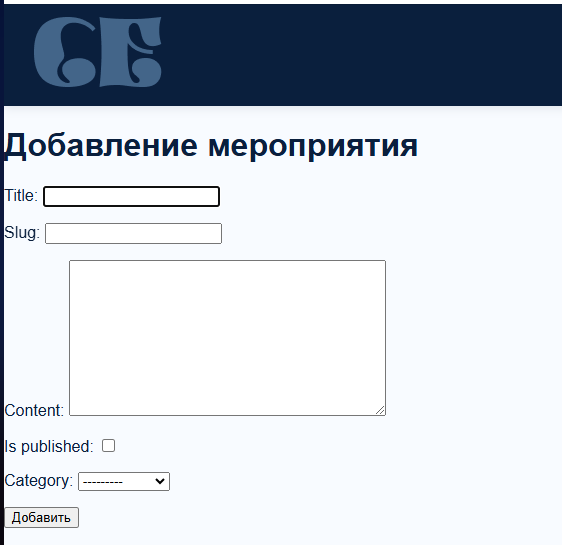 CE
Добавление мероприятия
Title:
Slug:
Content:
Is published:
Category: ---------
Добавить